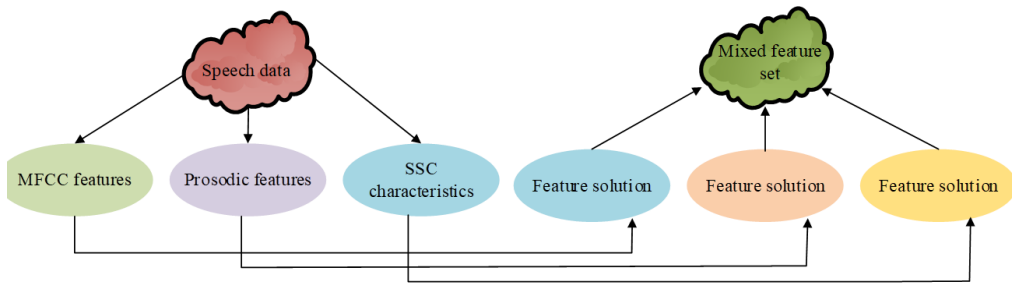 Speech data
Mixed feature
set
MFCC features
Prosodic features
SSC
characteristics
Feature solution
Feature solution
Feature solution